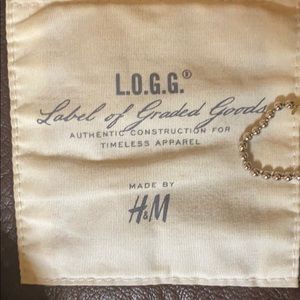 L.O.G.G.®
Label of Graded Goods
AUTHENTIC CONSTRUCTION FOR
TIMELESS APPAREL
MADE BY
H&M